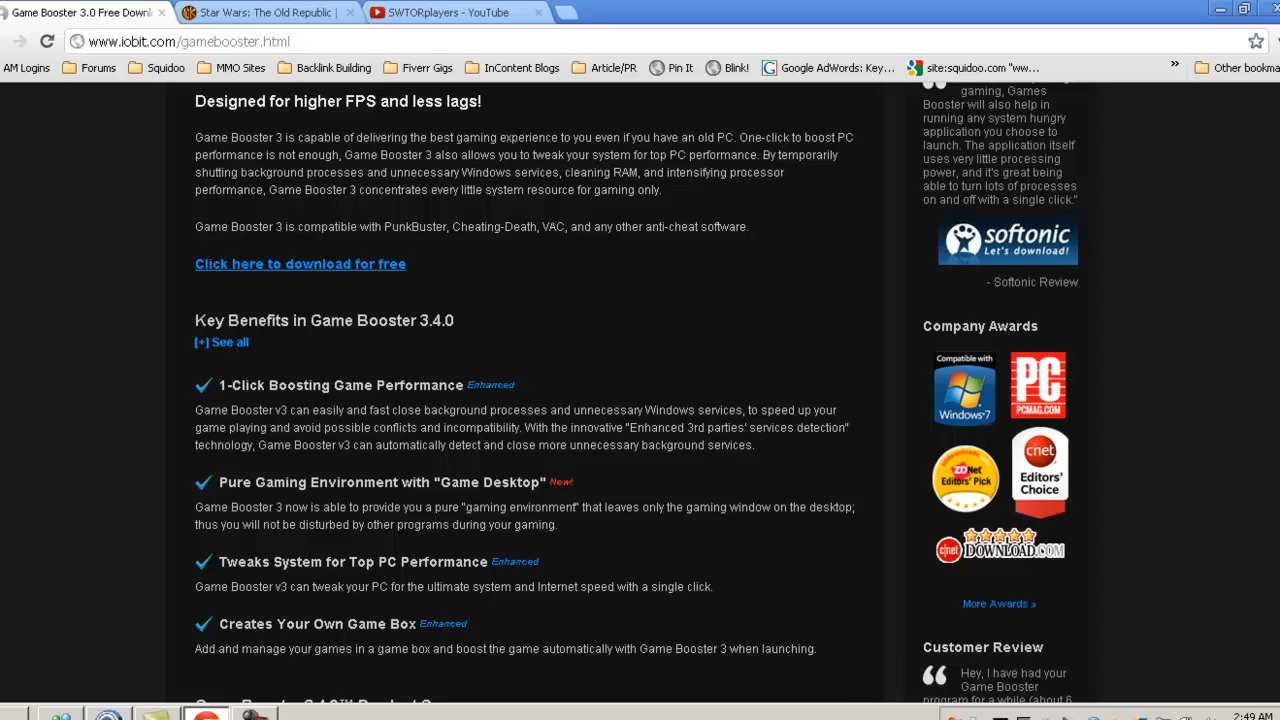 Game Booster 3.0 Free Downl
Star Wars: The Old Republic |
SWTORplayers - YouTube
www.iobit.com/gamebooster.html
AM Logins
Forums
Squidoo
MMO Sites
Backlink Building
Fiverr Gigs
InContent Blogs
Article/PR
Pin It
Blink!
Google AdWords: Key...
site:squidoo.com "ww...
Other bookma
Designed for higher FPS and less lags!
Game Booster 3 is capable of delivering the best gaming experience to you even if you have an old PC. One-click to boost PC
performance is not enough, Game Booster 3 also allows you to tweak your system for top PC performance. By temporarily
shutting background processes and unnecessary Windows services, cleaning RAM, and intensifying processor
performance, Game Booster 3 concentrates every little system resource for gaming only.
Game Booster 3 is compatible with PunkBuster, Cheating-Death, VAC, and any other anti-cheat software.
Click here to download for free
Key Benefits in Game Booster 3.4.0
[+] See all
1-Click Boosting Game Performance Enhanced
Game Booster v3 can easily and fast close background processes and unnecessary Windows services, to speed up your
game playing and avoid possible conflicts and incompatibility. With the innovative "Enhanced 3rd parties' services detection"
technology, Game Booster v3 can automatically detect and close more unnecessary background services.
Pure Gaming Environment with "Game Desktop" New!
Game Booster 3 now is able to provide you a pure "gaming environment" that leaves only the gaming window on the desktop;
thus you will not be disturbed by other programs during your gaming.
Tweaks System for Top PC Performance Enhanced
Game Booster v3 can tweak your PC for the ultimate system and Internet speed with a single click.
Creates Your Own Game Box Enhanced
Add and manage your games in a game box and boost the game automatically with Game Booster 3 when launching.
gaming, Games
Booster will also help in
running any system hungry
application you choose to
launch. The application itself
uses very little processing
power, and it's great being
able to turn lots of processes
on and off with a single click."
softonic
Let's download!
- Softonic Review
Company Awards
Compatible with
Windows 7
PC
PCMAG.COM
ZDNet
Editors' Pick
cnet
Editors'
Choice
cnet
DOWNLOAD.COM
More Awards »
Customer Review
Hey, I have had your
Game Booster
program for a while (about 6
2:49 AM